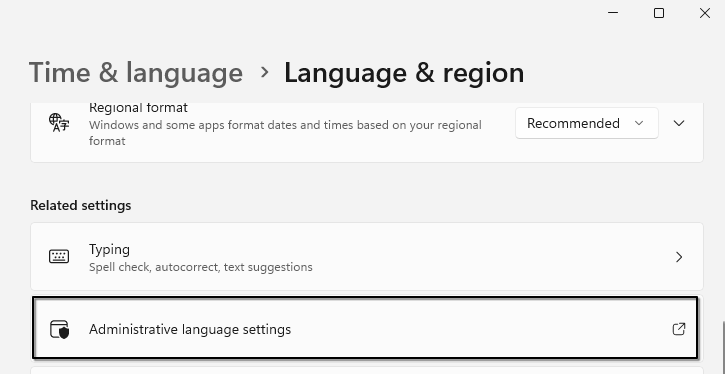 Time & language > Language & region
Regional format
Windows and some apps format dates and times based on your regional
format
Recommended
Related settings
Typing
Spell check, autocorrect, text suggestions
Administrative language settings